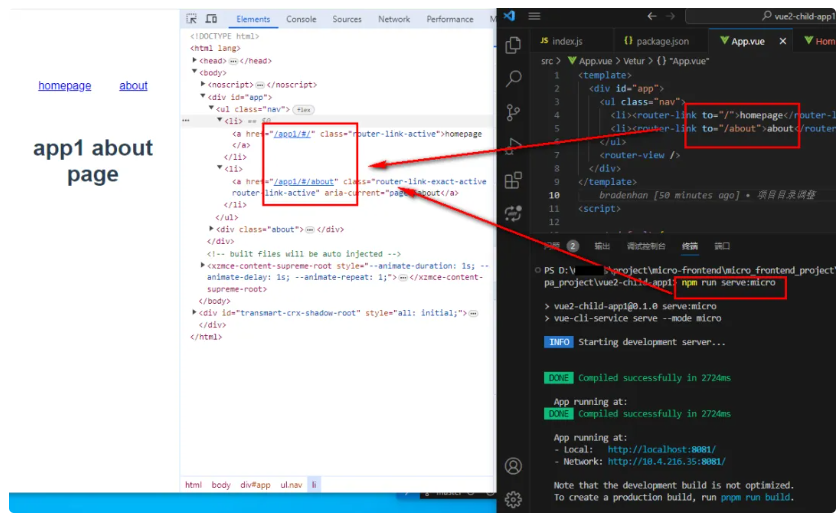 homepage about
app1 about
page
Elements Console Sources Network Performance M
<!DOCTYPE html>
<html lang>
<head> … </head>
<body>
<noscript> … </noscript>
<div id="app">
<ul class="nav"> flex
… <li> == $0
<a href="/app1/#/" class="router-link-active">homepage
</a>
</li>
<li>
<a href="/app1/#/about" class="router-link-exact-active
router-link-active" aria-current="page">about</a>
</li>
</ul>
<div class="about"> … </div>
</div>
<!-- built files will be auto injected -->
<xzmce-content-supreme-root style="--animate-duration: 1s; --
animate-delay: 1s; --animate-repeat: 1;"> … </xzmce-content-
supreme-root>
</body>
<div id="transmart-crx-shadow-root" style="all: initial;"> …
</div>
</html>
html body div#app ul.nav li
vue2-child-app1
JS index.js {} package.json App.vue × Hom
src > App.vue > Vetur > {} "App.vue"
1 <template>
2 <div id="app">
3 <ul class="nav">
4 <li><router-link to="/">homepage</router-l
5 <li><router-link to="/about">about</router
6 </ul>
7 <router-view />
8 </div>
9 </template>
10 bradenhan [50 minutes ago] • 项目目录调整
11 <script>
12
问题 2 输出 调试控制台 终端 端口
PS D:\ \project\micro-frontend\micro_frontend_project\
pa_project\vue2-child-app1> npm run serve:micro
> vue2-child-app1@0.1.0 serve:micro
> vue-cli-service serve --mode micro
INFO Starting development server...
DONE Compiled successfully in 2724ms
App running at:
DONE Compiled successfully in 2724ms
App running at:
- Local: http://localhost:8081/
- Network: http://10.4.216.35:8081/
Note that the development build is not optimized.
To create a production build, run pnpm run build.